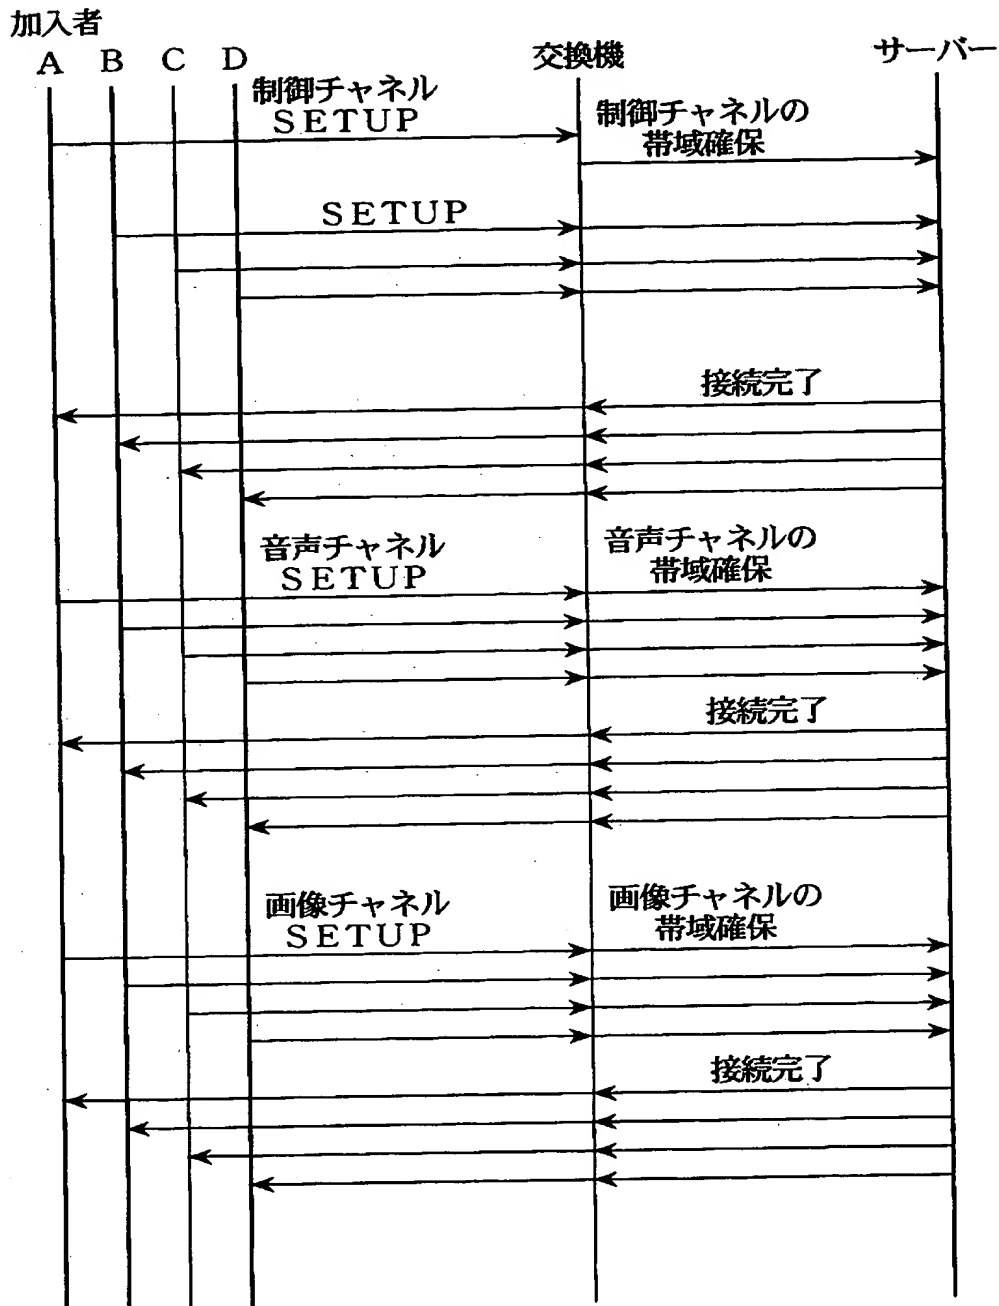 加入者
A B C D 交換機 サーバー
制御チャネル
SETUP
制御チャネルの
帯域確保
SETUP
接続完了
音声チャネル
SETUP
音声チャネルの
帯域確保
接続完了
画像チャネル
SETUP
画像チャネルの
帯域確保
接続完了